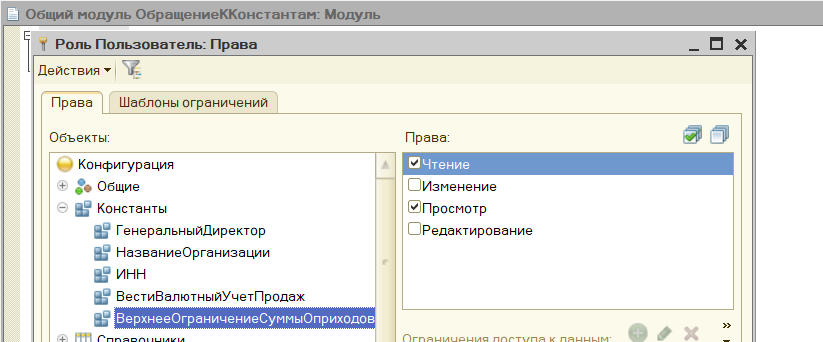 Общий модуль ОбращениеККонстантам: Модуль
Роль Пользователь: Права
Действия
Права
Шаблоны ограничений
Объекты:
Права:
Конфигурация
Общие
Константы
ГенеральныйДиректор
НазваниеОрганизации
ИНН
ВестиВалютныйУчетПродаж
ВерхнееОграничениеСуммыОприходов
Справочники
Чтение
Изменение
Просмотр
Редактирование
Ограничения доступа к данным: